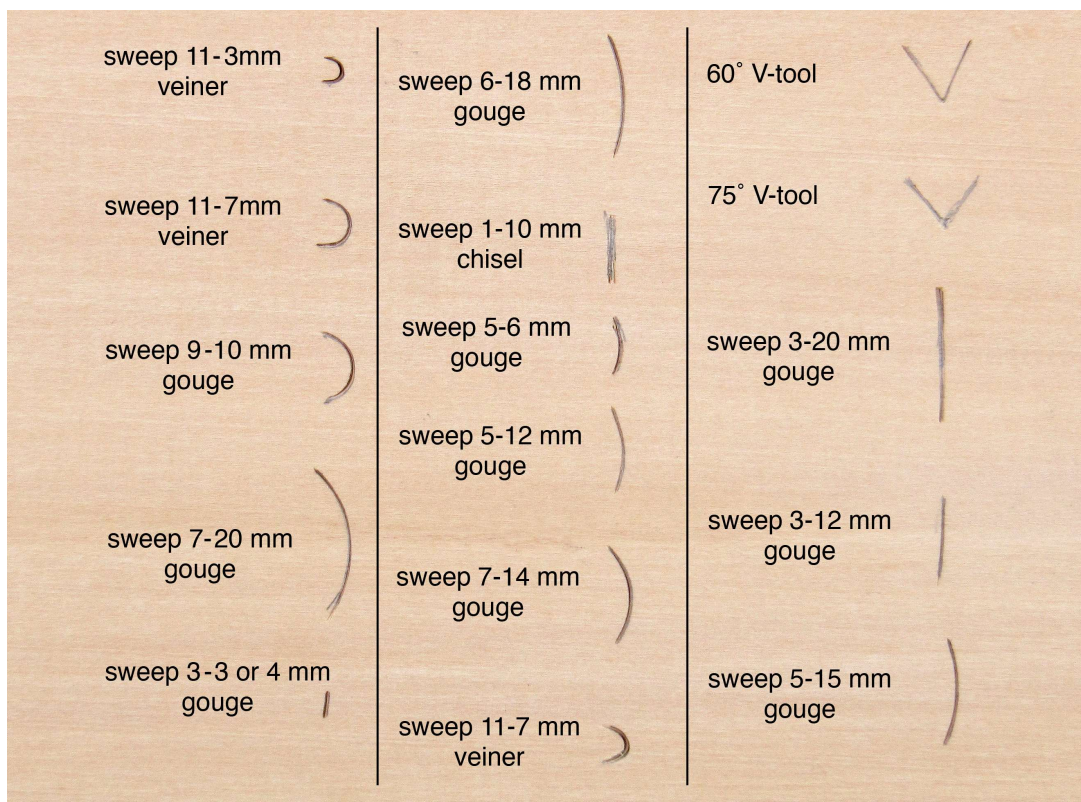 sweep 11-3mm
veiner
sweep 11-7mm
veiner
sweep 9-10 mm
gouge
sweep 7-20 mm
gouge
sweep 3-3 or 4 mm
gouge
sweep 6-18 mm
gouge
sweep 1-10 mm
chisel
sweep 5-6 mm
gouge
sweep 5-12 mm
gouge
sweep 7-14 mm
gouge
sweep 11-7 mm
veiner
60˚ V-tool
75˚ V-tool
sweep 3-20 mm
gouge
sweep 3-12 mm
gouge
sweep 5-15 mm
gouge